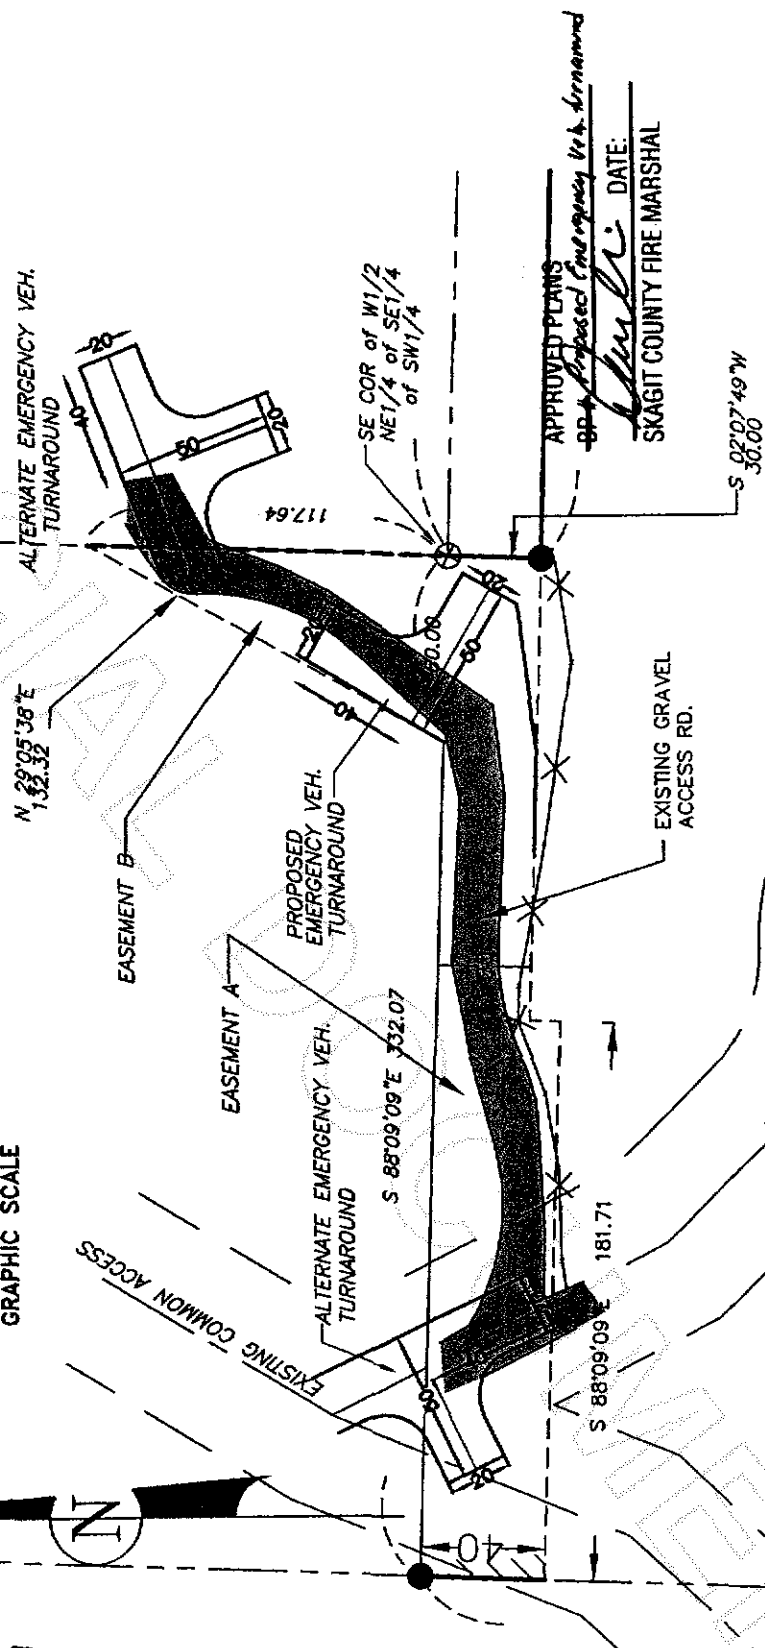 GRAPHIC SCALE
N
EXISTING COMMON ACCESS
ALTERNATE EMERGENCY VEH.
TURNAROUND
20
40
50
20
N 29°05'38"E
132.32
EASEMENT B
117.64
SE COR of W1/2
NE1/4 of SE1/4
of SW1/4
20
40
50
20
0.00
PROPOSED
EMERGENCY VEH.
TURNAROUND
EASEMENT A
S 88°09'09"E 332.07
ALTERNATE EMERGENCY VEH.
TURNAROUND
20
40
EXISTING GRAVEL
ACCESS RD.
S 88°09'09"E 181.71
S 02°07'49"W
30.00
APPROVED PLANS
BP# Proposed Emergency Veh. turnaround
DATE:
SKAGIT COUNTY FIRE MARSHAL